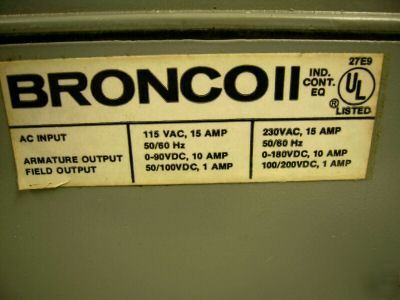 27E9
BRONCO II
IND.
CONT.
EQ
UL
® LISTED
AC INPUT
115 VAC, 15 AMP
50/60 Hz
230VAC, 15 AMP
50/60 Hz
ARMATURE OUTPUT
0-90VDC, 10 AMP
0-180VDC, 10 AMP
FIELD OUTPUT
50/100VDC, 1 AMP
100/200VDC, 1 AMP